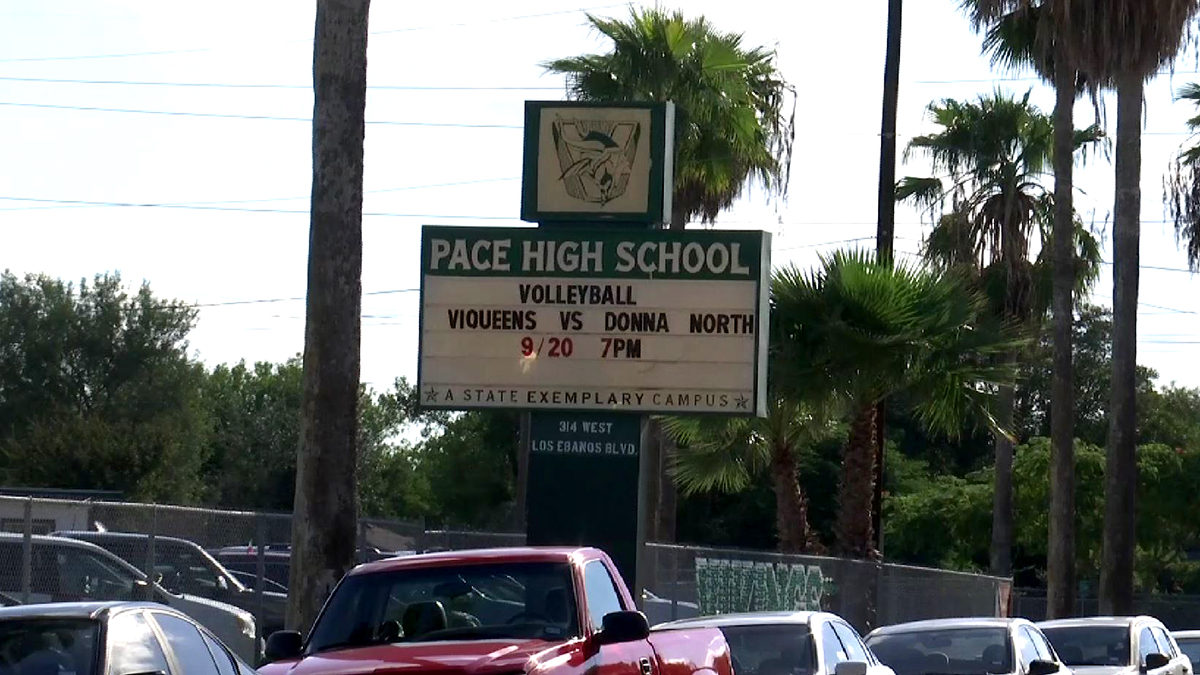 PACE HIGH SCHOOL
VOLLEYBALL
VIQUEENS VS DONNA NORTH
9/20 7PM
A STATE EXEMPLARY CAMPUS
314 WEST
LOS EBANOS BLVD.